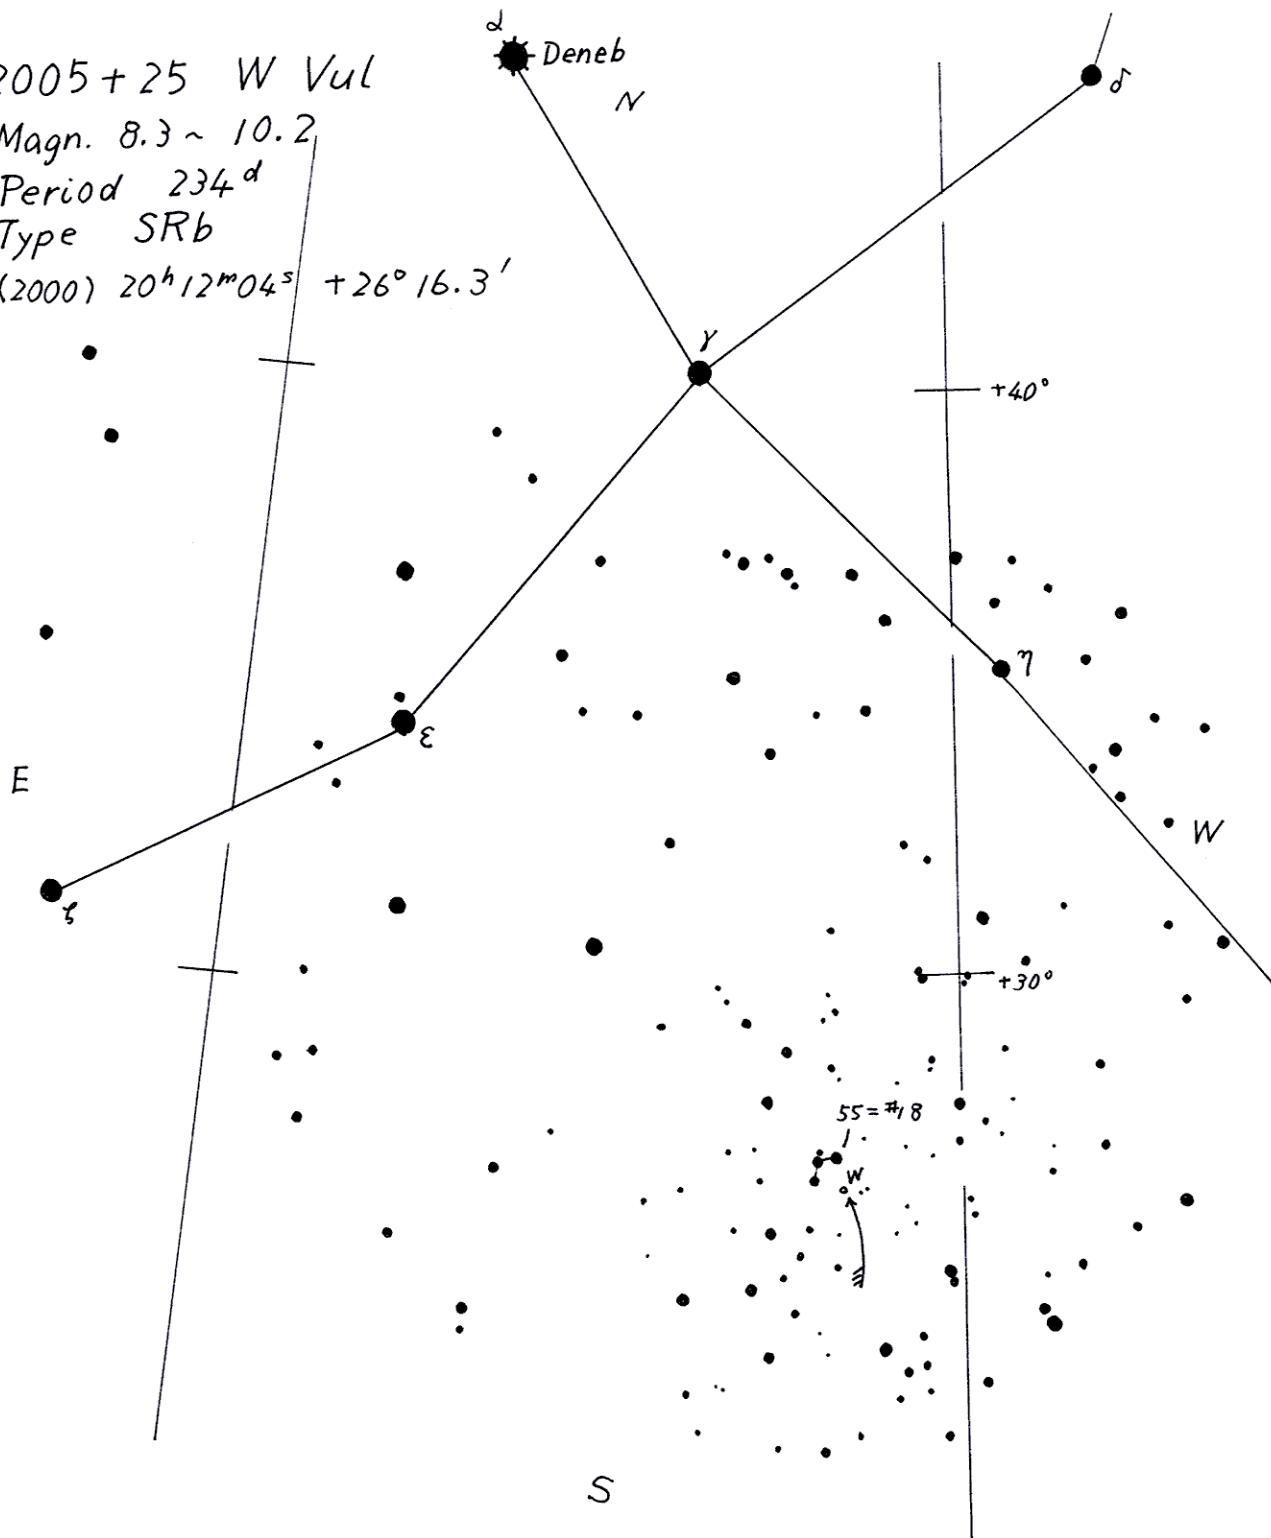 α
Deneb
2005+25 W Vul
N
δ
Magn. 8.3 ~ 10.2
Period 234ᵈ
Type SRb
(2000) 20ʰ12ᵐ04ˢ +26° 16.3′
γ
+40°
η
ε
E
W
ζ
+30°
55=#18
W
S